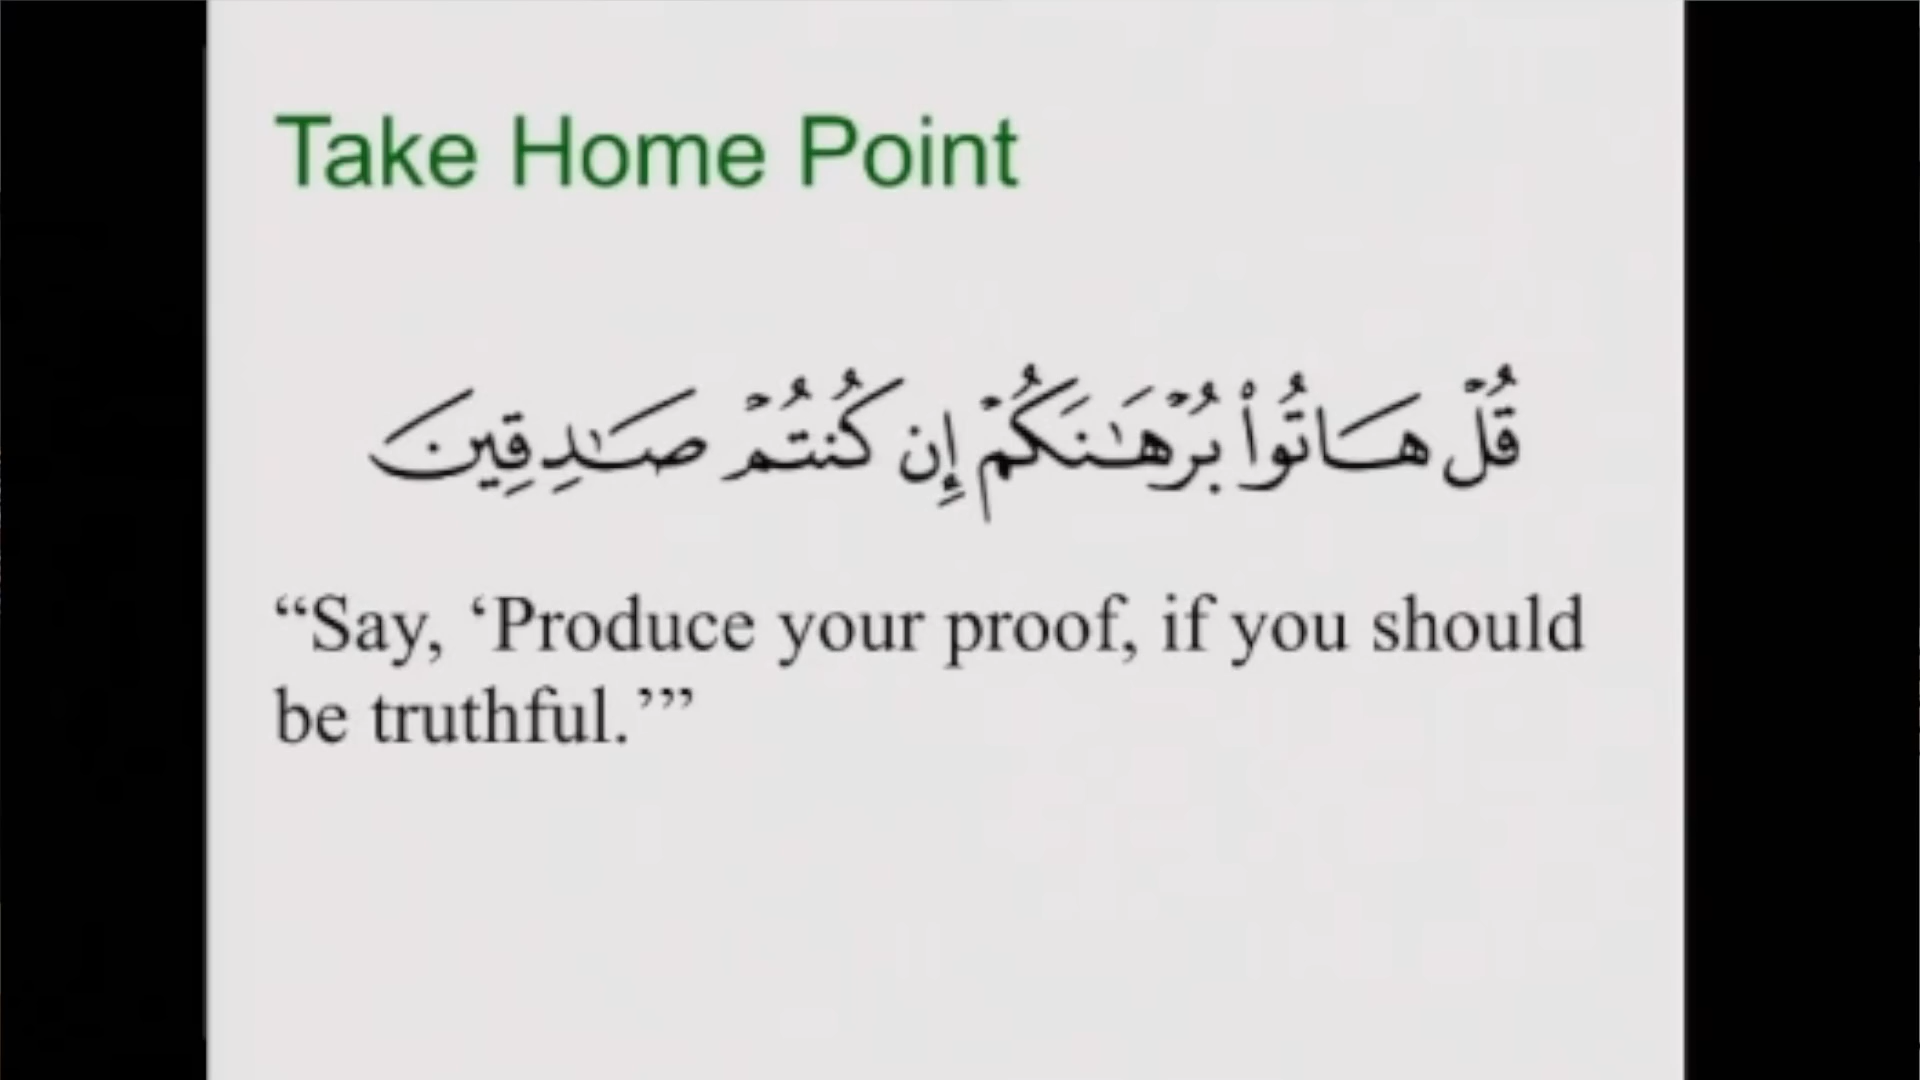 Take Home Point
قُلْ هَاتُوا۟ بُرْهَـٰنَكُمْ إِن كُنتُمْ صَـٰدِقِينَ
“Say, ‘Produce your proof, if you should
be truthful.’”